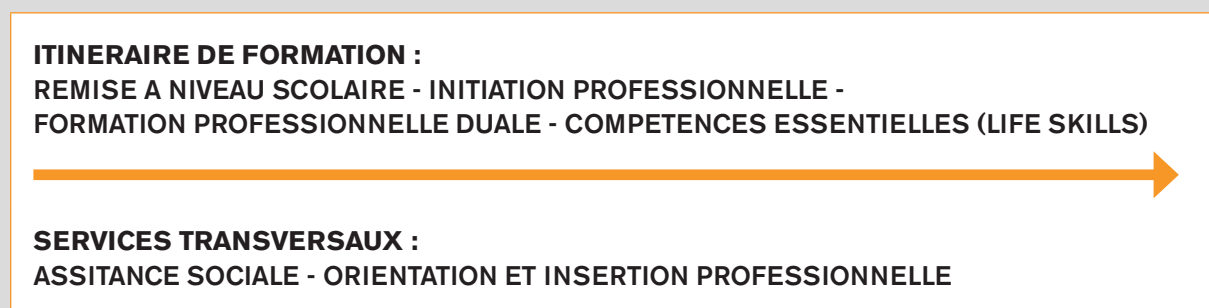 ITINERAIRE DE FORMATION :
REMISE A NIVEAU SCOLAIRE - INITIATION PROFESSIONNELLE -
FORMATION PROFESSIONNELLE DUALE - COMPETENCES ESSENTIELLES (LIFE SKILLS)
SERVICES TRANSVERSAUX :
ASSITANCE SOCIALE - ORIENTATION ET INSERTION PROFESSIONNELLE